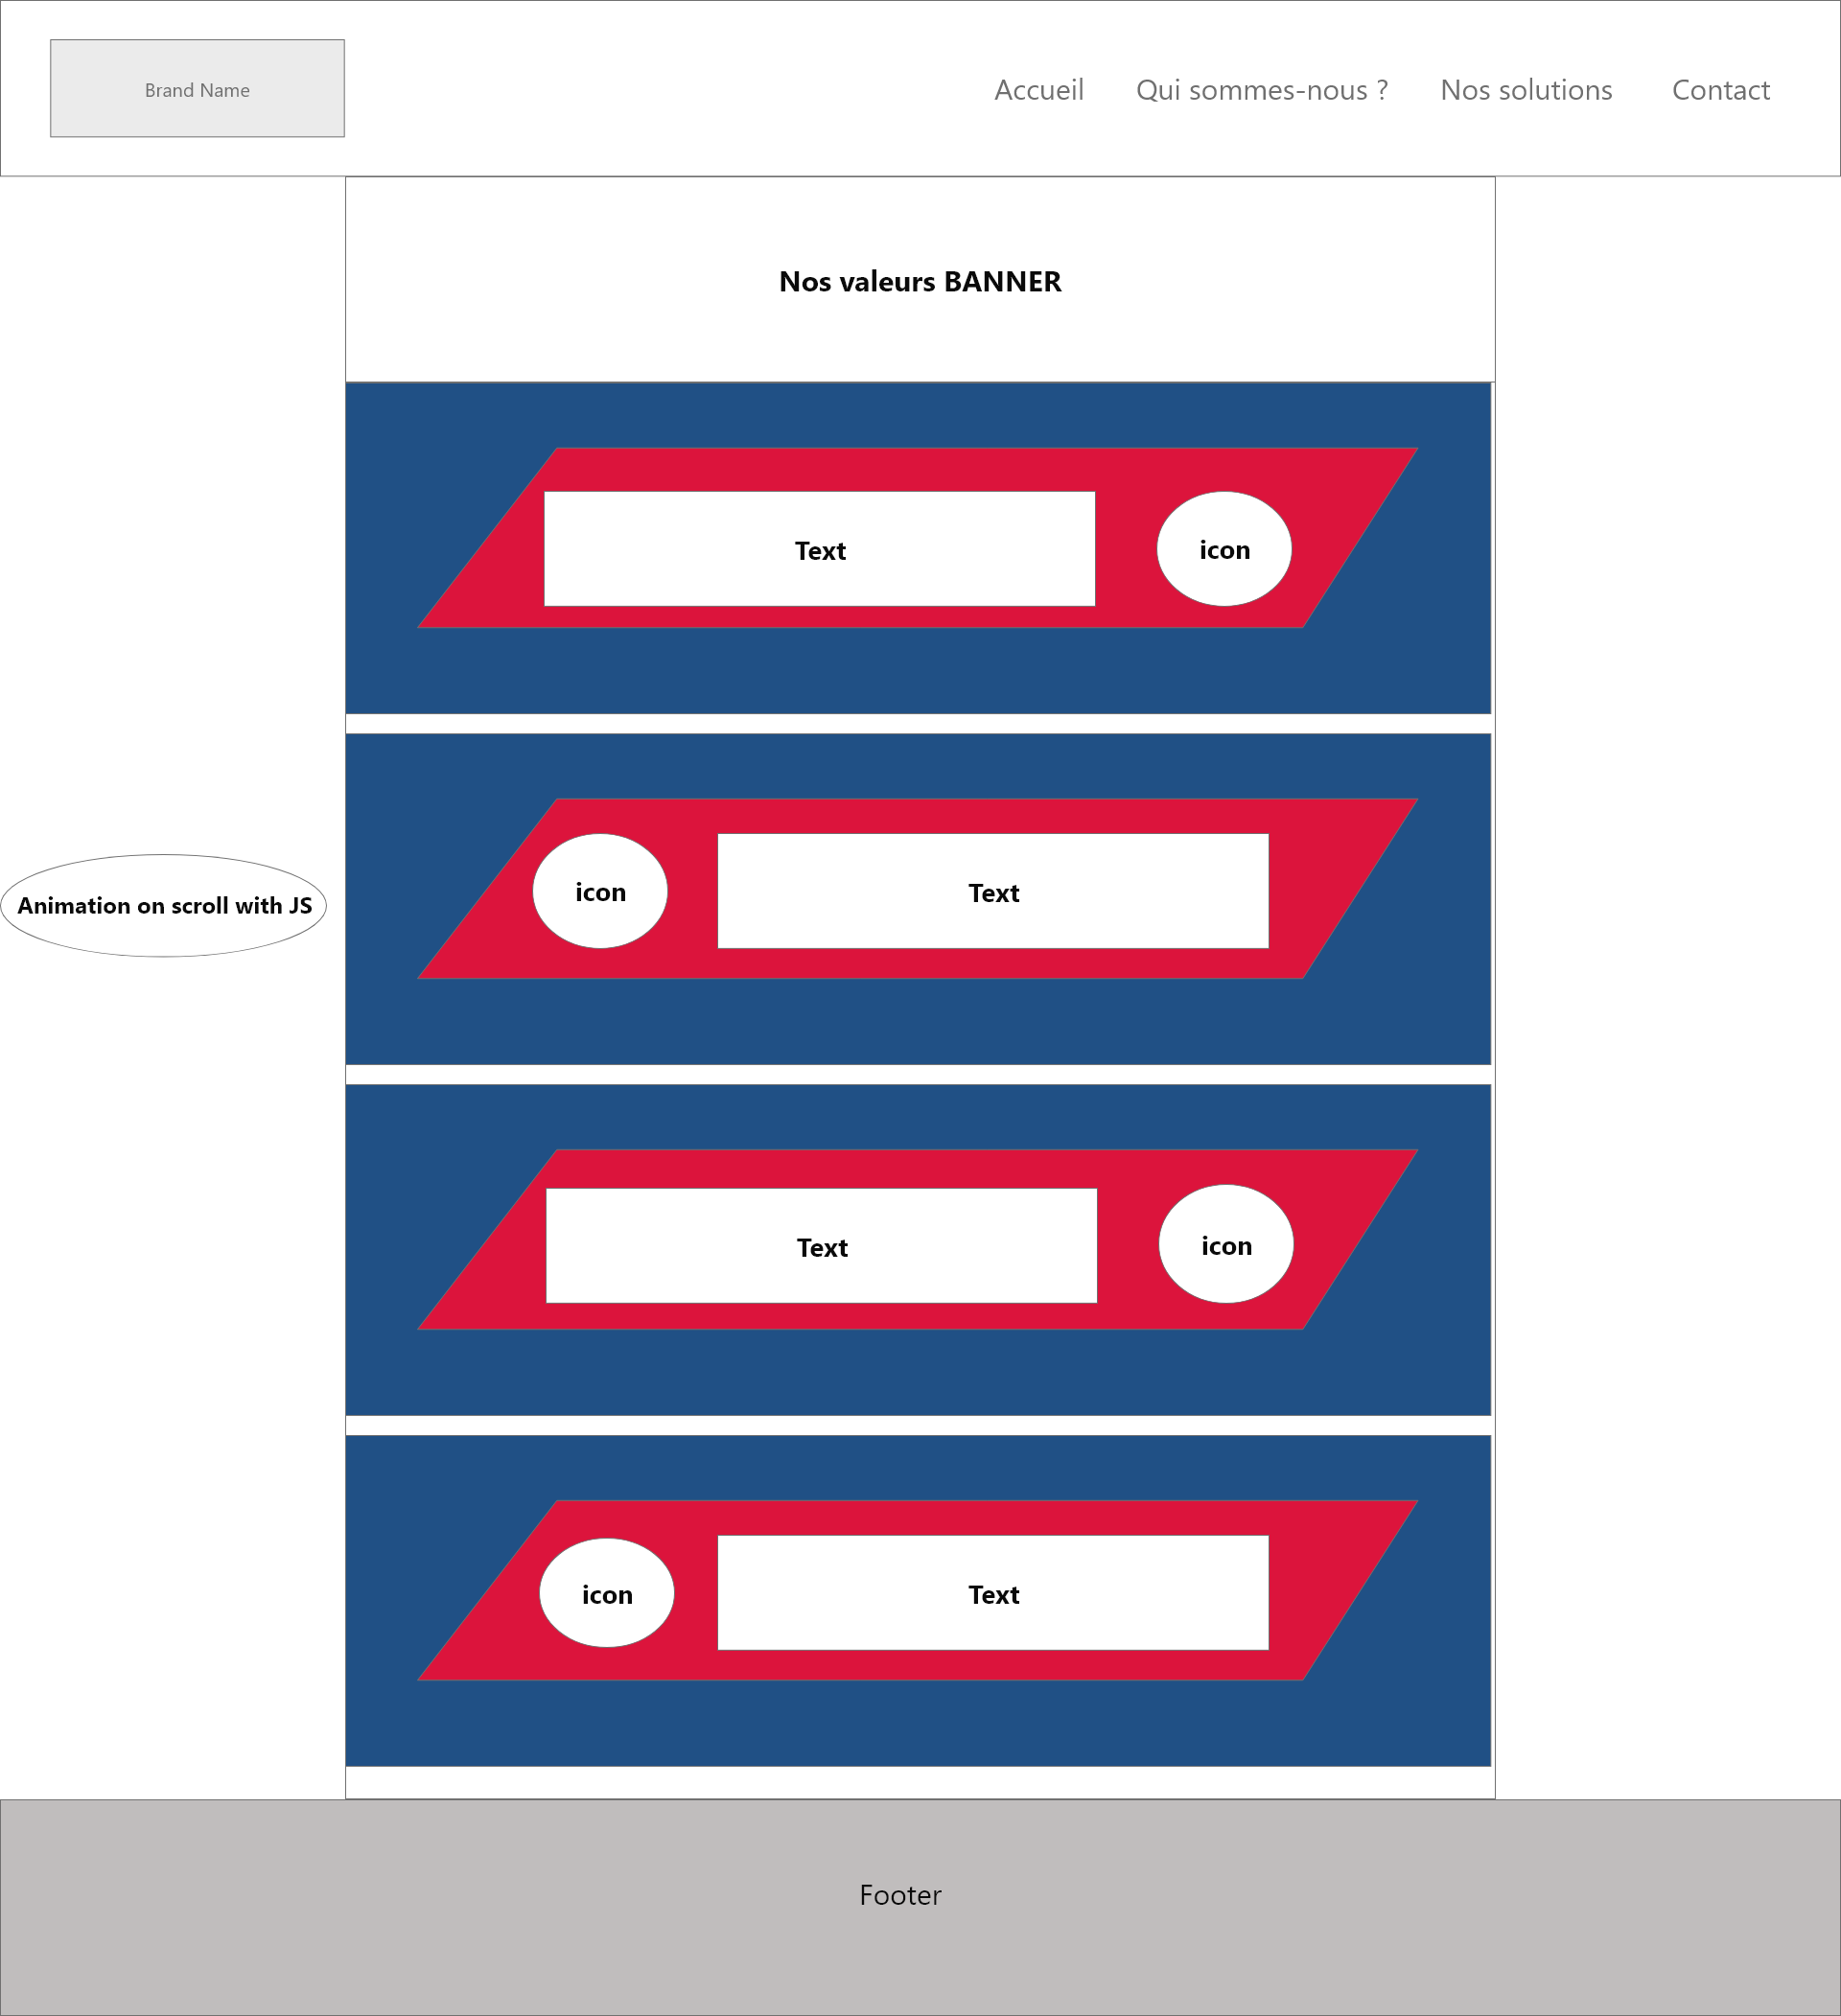 Brand Name
Accueil
Qui sommes-nous ?
Nos solutions
Contact
Nos valeurs BANNER
Text
icon
icon
Text
Animation on scroll with JS
Text
icon
icon
Text
Footer